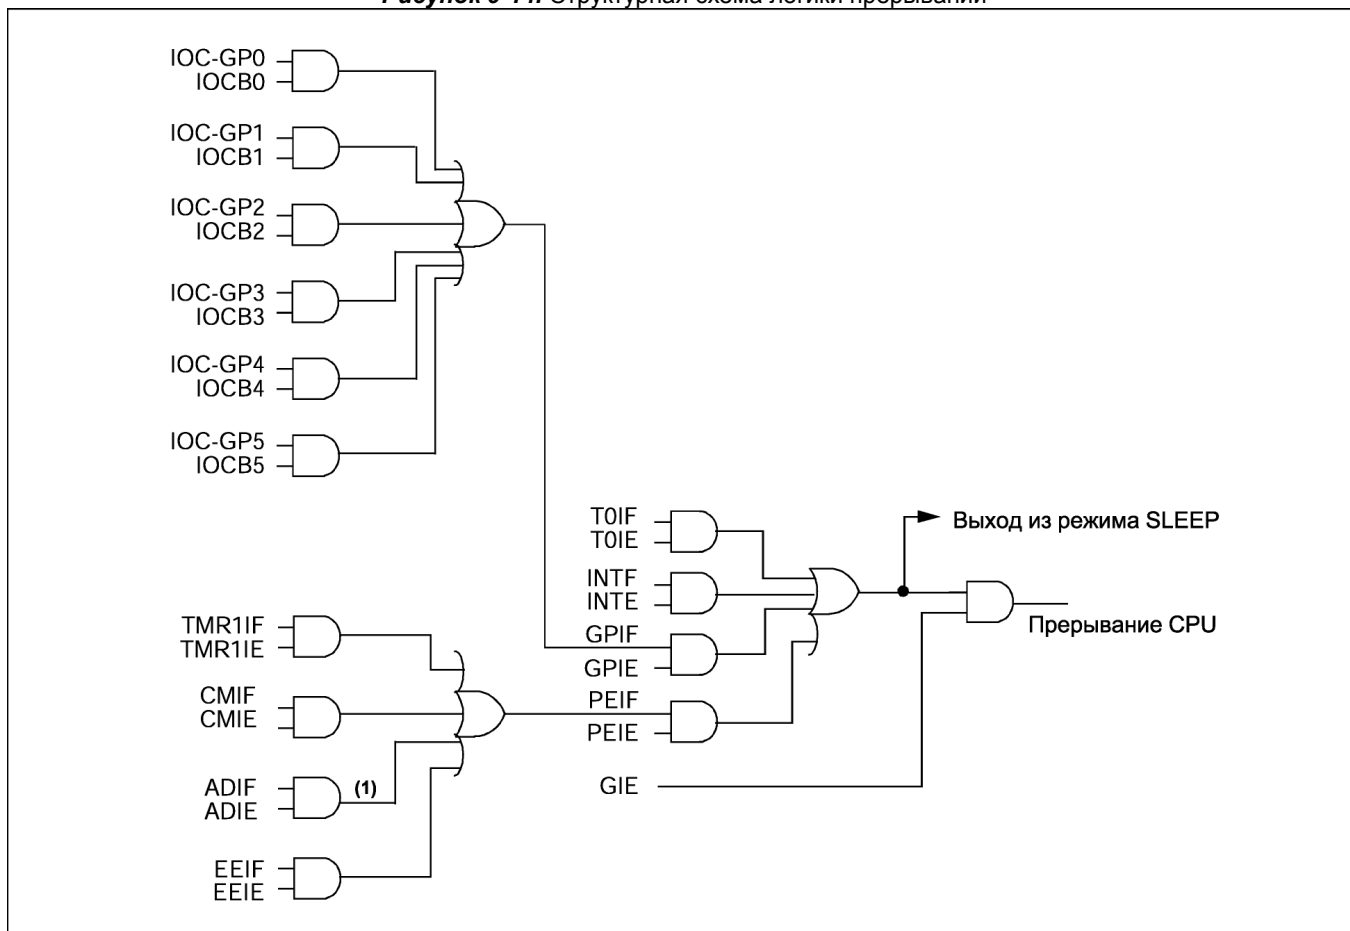 IOC-GP0
IOCB0
IOC-GP1
IOCB1
IOC-GP2
IOCB2
IOC-GP3
IOCB3
IOC-GP4
IOCB4
IOC-GP5
IOCB5
T0IF
T0IE
Выход из режима SLEEP
INTF
INTE
GPIF
GPIE
Прерывание CPU
TMR1IF
TMR1IE
CMIF
CMIE
PEIF
PEIE
ADIF
ADIE
(1)
GIE
EEIF
EEIE